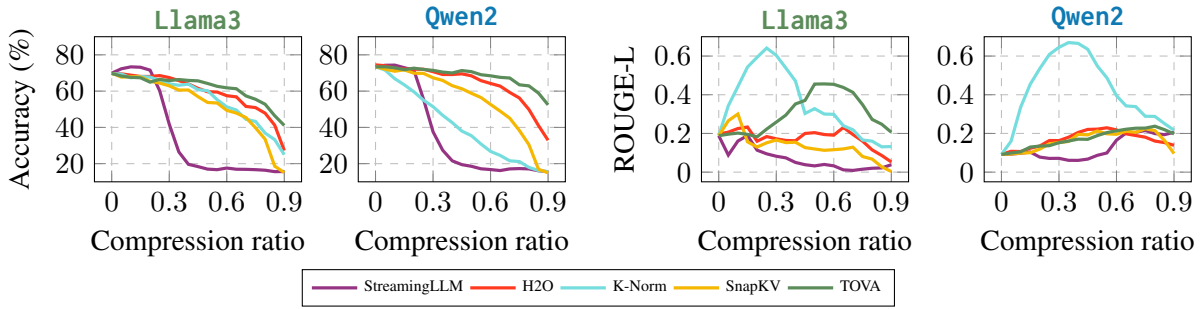 Llama3 Qwen2 Llama3 Qwen2
Accuracy (%)
80
60
40
20
80
60
40
20
ROUGE-L
0.6
0.4
0.2
0
0.6
0.4
0.2
0
0 0.3 0.6 0.9 0 0.3 0.6 0.9 0 0.3 0.6 0.9 0 0.3 0.6 0.9
Compression ratio Compression ratio Compression ratio Compression ratio
StreamingLLM H2O K-Norm SnapKV TOVA